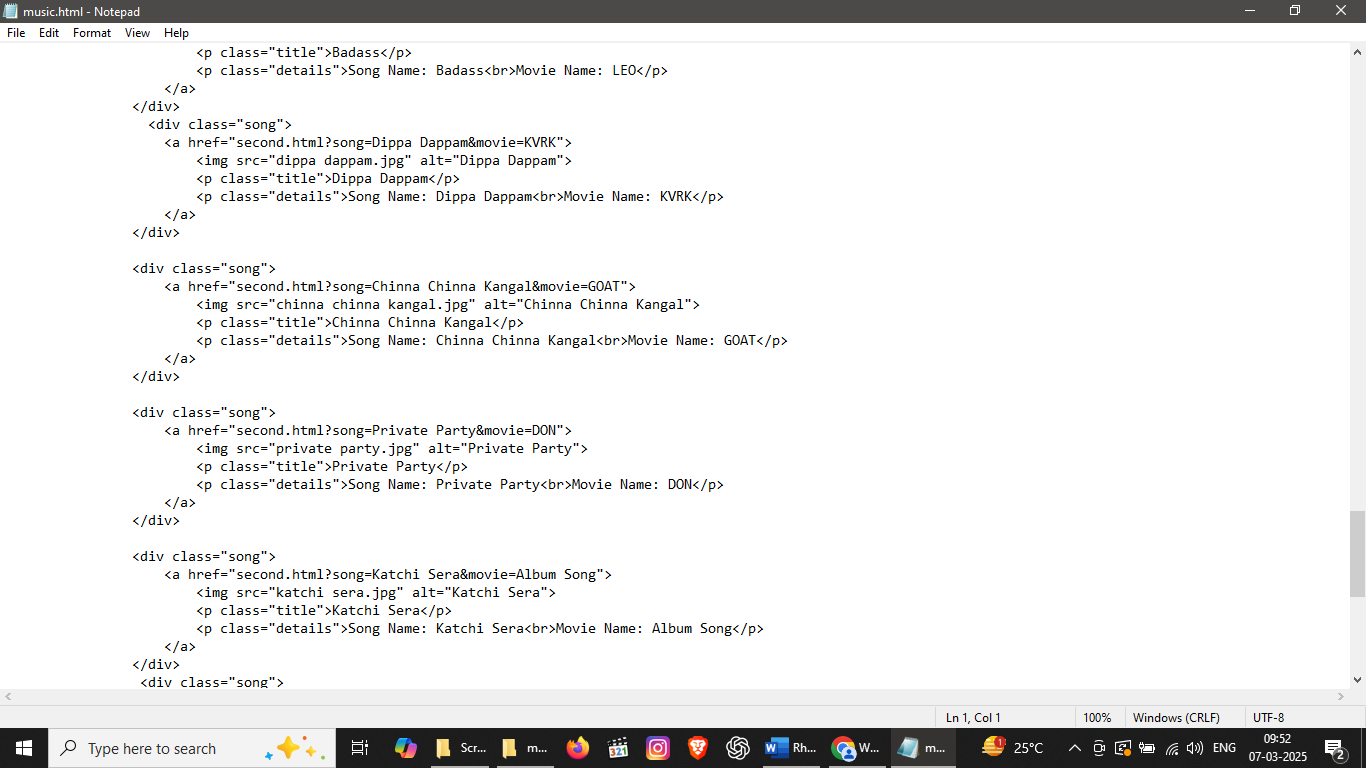 music.html - Notepad
File Edit Format View Help
<p class="title">Badass</p>
<p class="details">Song Name: Badass<br>Movie Name: LEO</p>
</a>
</div>
<div class="song">
<a href="second.html?song=Dippa Dappam&movie=KVRK">
<img src="dippa dappam.jpg" alt="Dippa Dappam">
<p class="title">Dippa Dappam</p>
<p class="details">Song Name: Dippa Dappam<br>Movie Name: KVRK</p>
</a>
</div>
<div class="song">
<a href="second.html?song=Chinna Chinna Kangal&movie=GOAT">
<img src="chinna chinna kangal.jpg" alt="Chinna Chinna Kangal">
<p class="title">Chinna Chinna Kangal</p>
<p class="details">Song Name: Chinna Chinna Kangal<br>Movie Name: GOAT</p>
</a>
</div>
<div class="song">
<a href="second.html?song=Private Party&movie=DON">
<img src="private party.jpg" alt="Private Party">
<p class="title">Private Party</p>
<p class="details">Song Name: Private Party<br>Movie Name: DON</p>
</a>
</div>
<div class="song">
<a href="second.html?song=Katchi Sera&movie=Album Song">
<img src="katchi sera.jpg" alt="Katchi Sera">
<p class="title">Katchi Sera</p>
<p class="details">Song Name: Katchi Sera<br>Movie Name: Album Song</p>
</a>
</div>
<div class="song">
Ln 1, Col 1 100% Windows (CRLF) UTF-8
Type here to search Scr... m... 321 W Rh... W... m... 1 25°C ENG 09:52 2
07-03-2025